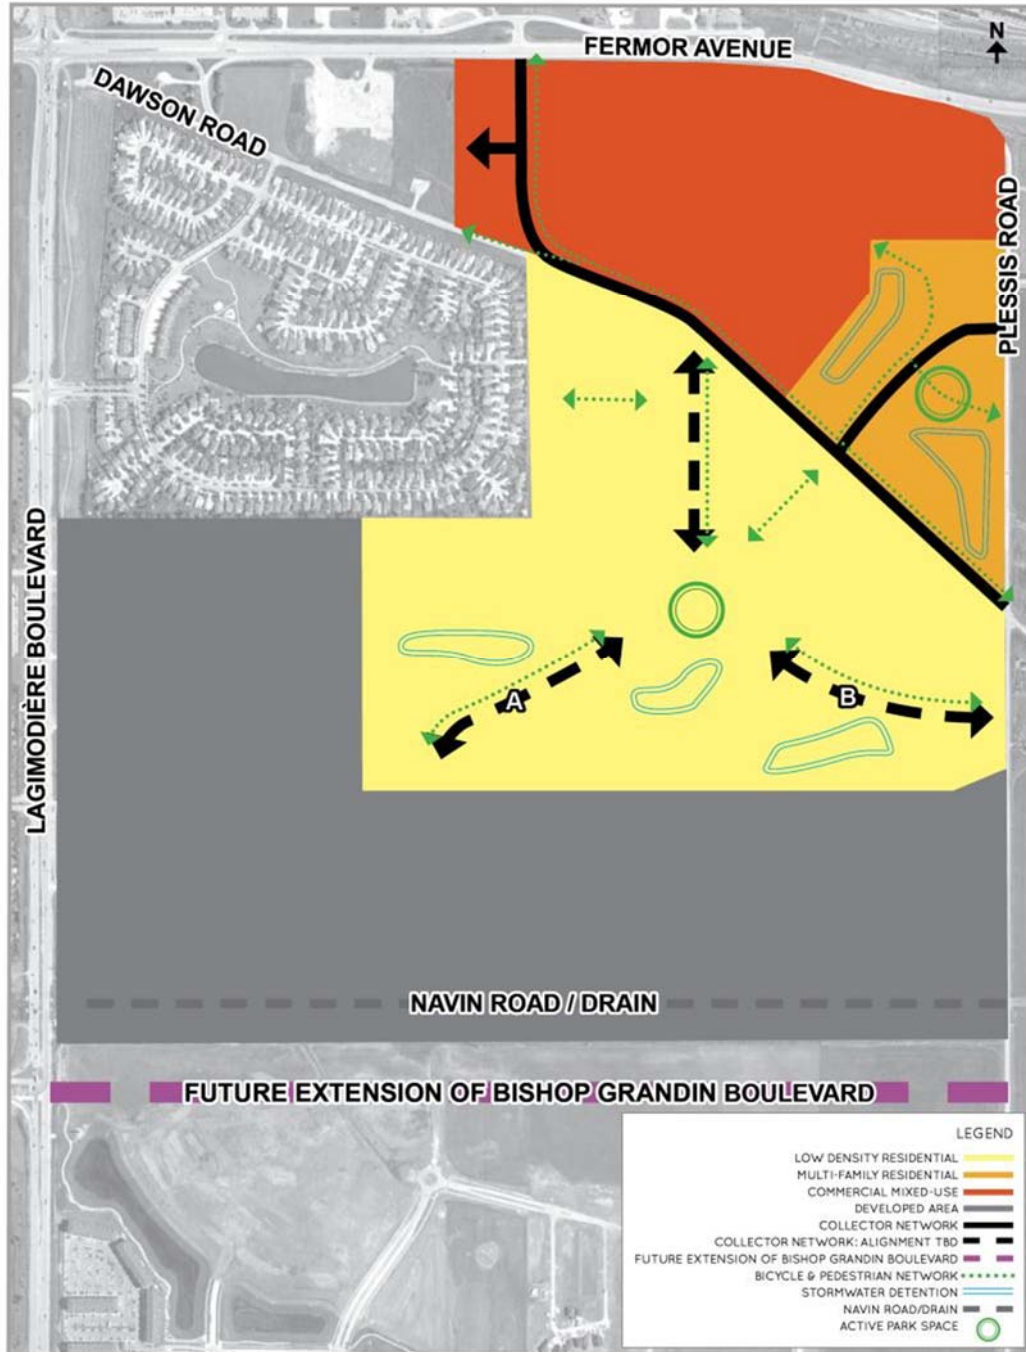 N
FERMOR AVENUE
DAWSON ROAD
PLESSIS ROAD
LAGIMODIÈRE BOULEVARD
A
B
NAVIN ROAD / DRAIN
FUTURE EXTENSION OF BISHOP GRANDIN BOULEVARD
LEGEND
LOW DENSITY RESIDENTIAL
MULTI-FAMILY RESIDENTIAL
COMMERCIAL MIXED-USE
DEVELOPED AREA
COLLECTOR NETWORK
COLLECTOR NETWORK: ALIGNMENT TBD
FUTURE EXTENSION OF BISHOP GRANDIN BOULEVARD
BICYCLE & PEDESTRIAN NETWORK
STORMWATER DETENTION
NAVIN ROAD/DRAIN
ACTIVE PARK SPACE